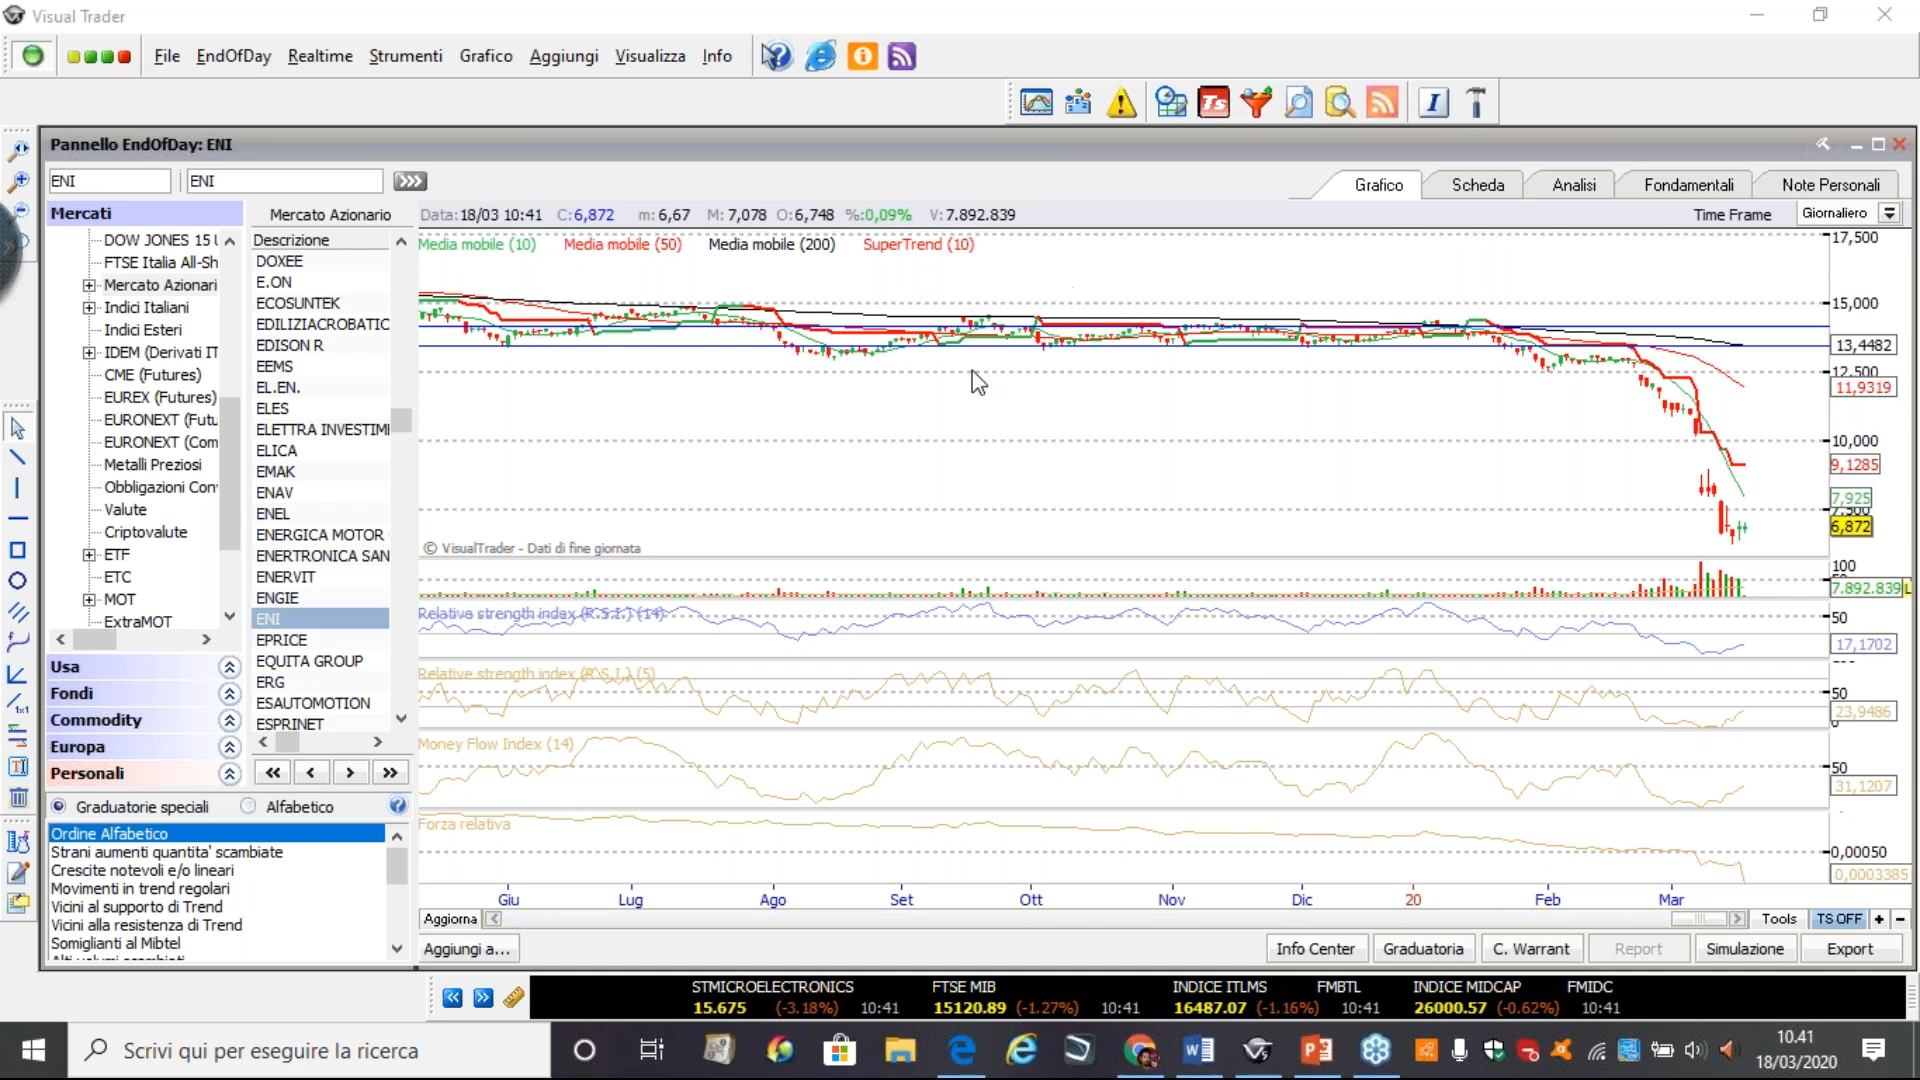 Visual Trader
File EndOfDay Realtime Strumenti Grafico Aggiungi Visualizza Info
Ts
I
Pannello EndOfDay: ENI
ENI ENI
Grafico Scheda Analisi Fondamentali Note Personali
Mercati
DOW JONES 15 U
FTSE Italia All-Sh
Mercato Azionari
Indici Italiani
Indici Esteri
IDEM (Derivati IT
CME (Futures)
EUREX (Futures)
EURONEXT (Futu
EURONEXT (Com
Metalli Preziosi
Obbligazioni Con
Valute
Criptovalute
ETF
ETC
MOT
ExtraMOT
Usa
Fondi
Commodity
Europa
Personali
Graduatorie speciali Alfabetico
Ordine Alfabetico
Strani aumenti quantita' scambiate
Crescite notevoli e/o lineari
Movimenti in trend regolari
Vicini al supporto di Trend
Vicini alla resistenza di Trend
Somiglianti al Mibtel
Mercato Azionario
Descrizione
DOXEE
E.ON
ECOSUNTEK
EDILIZIACROBATIC
EDISON R
EEMS
EL.EN.
ELES
ELETTRA INVESTIMI
ELICA
EMAK
ENAV
ENEL
ENERGICA MOTOR
ENERTRONICA SAN
ENERVIT
ENGIE
ENI
EPRICE
EQUITA GROUP
ERG
ESAUTOMOTION
ESPRINET
Data: 18/03 10:41 C: 6,872 m: 6,67 M: 7,078 O: 6,748 %: 0,09% V: 7.892.839
Time Frame Giornaliero
Media mobile (10) Media mobile (50) Media mobile (200) SuperTrend (10)
17,500
15,000
13,4482
12,500
11,9319
10,000
9,1285
7,925
7,500
6,872
© VisualTrader - Dati di fine giornata
100
7.892.839
L
Relative strength index (R.S.I.) (14)
50
17,1702
Relative strength index (R.S.I.) (5)
50
23,9486
Money Flow Index (14)
50
31,1207
Forza relativa
0,00050
0,0003385
Giu Lug Ago Set Ott Nov Dic 20 Feb Mar
Aggiorna Tools TS OFF
Aggiungi a... Info Center Graduatoria C. Warrant Report Simulazione Export
STMICROELECTRONICS FTSE MIB INDICE ITLMS FMBTL INDICE MIDCAP FMIDC
15.675 (-3.18%) 10:41 15120.89 (-1.27%) 10:41 16487.07 (-1.16%) 10:41 26000.57 (-0.62%) 10:41
Scrivi qui per eseguire la ricerca
10.41
18/03/2020